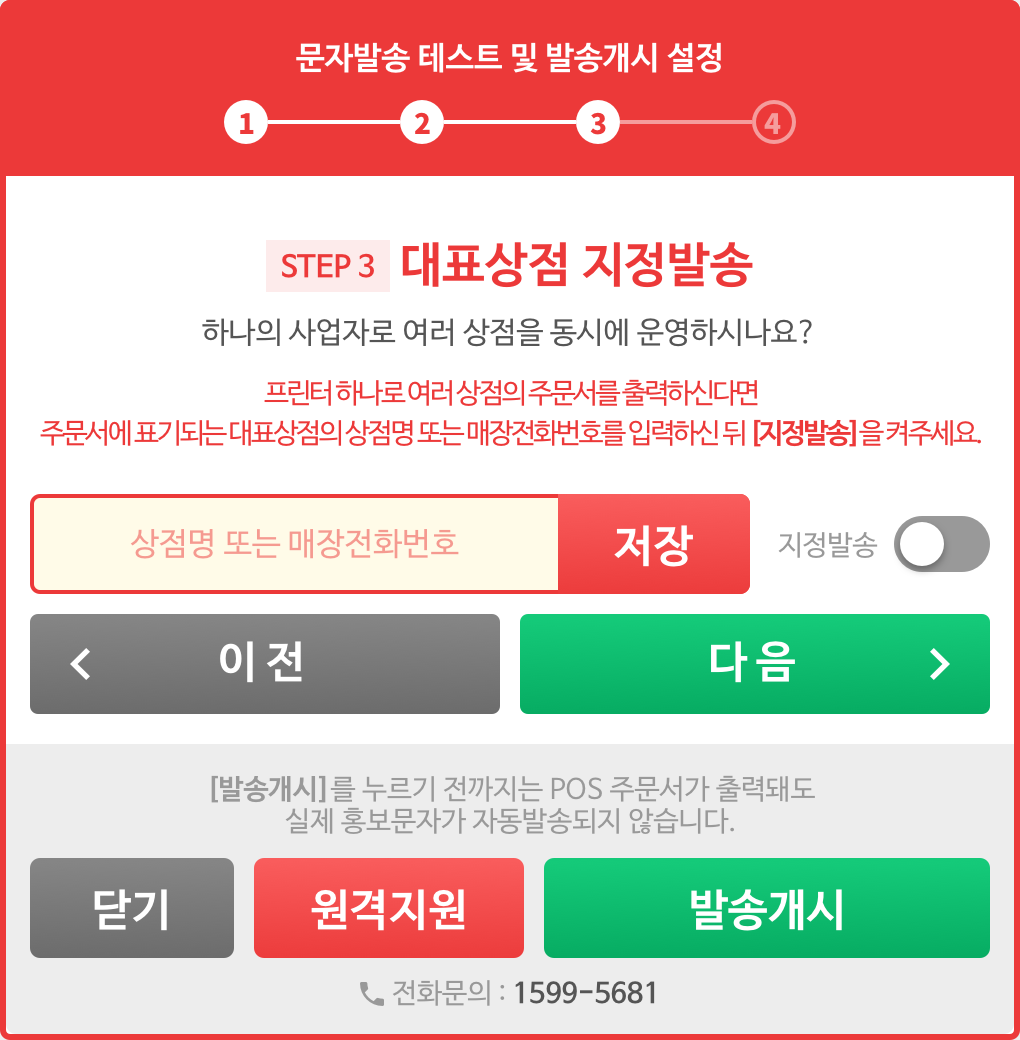 문자발송 테스트 및 발송개시 설정
1 2 3 4
STEP 3 대표상점 지정발송
하나의 사업자로 여러 상점을 동시에 운영하시나요?
프린터 하나로 여러 상점의 주문서를 출력하신다면
주문서에 표기되는 대표상점의 상점명 또는 매장전화번호를 입력하신 뒤 [지정발송]을 켜주세요.
상점명 또는 매장전화번호 저장 지정발송
이전 다음
[발송개시]를 누르기 전까지는 POS 주문서가 출력돼도
실제 홍보문자가 자동발송되지 않습니다.
닫기 원격지원 발송개시
전화문의 : 1599-5681